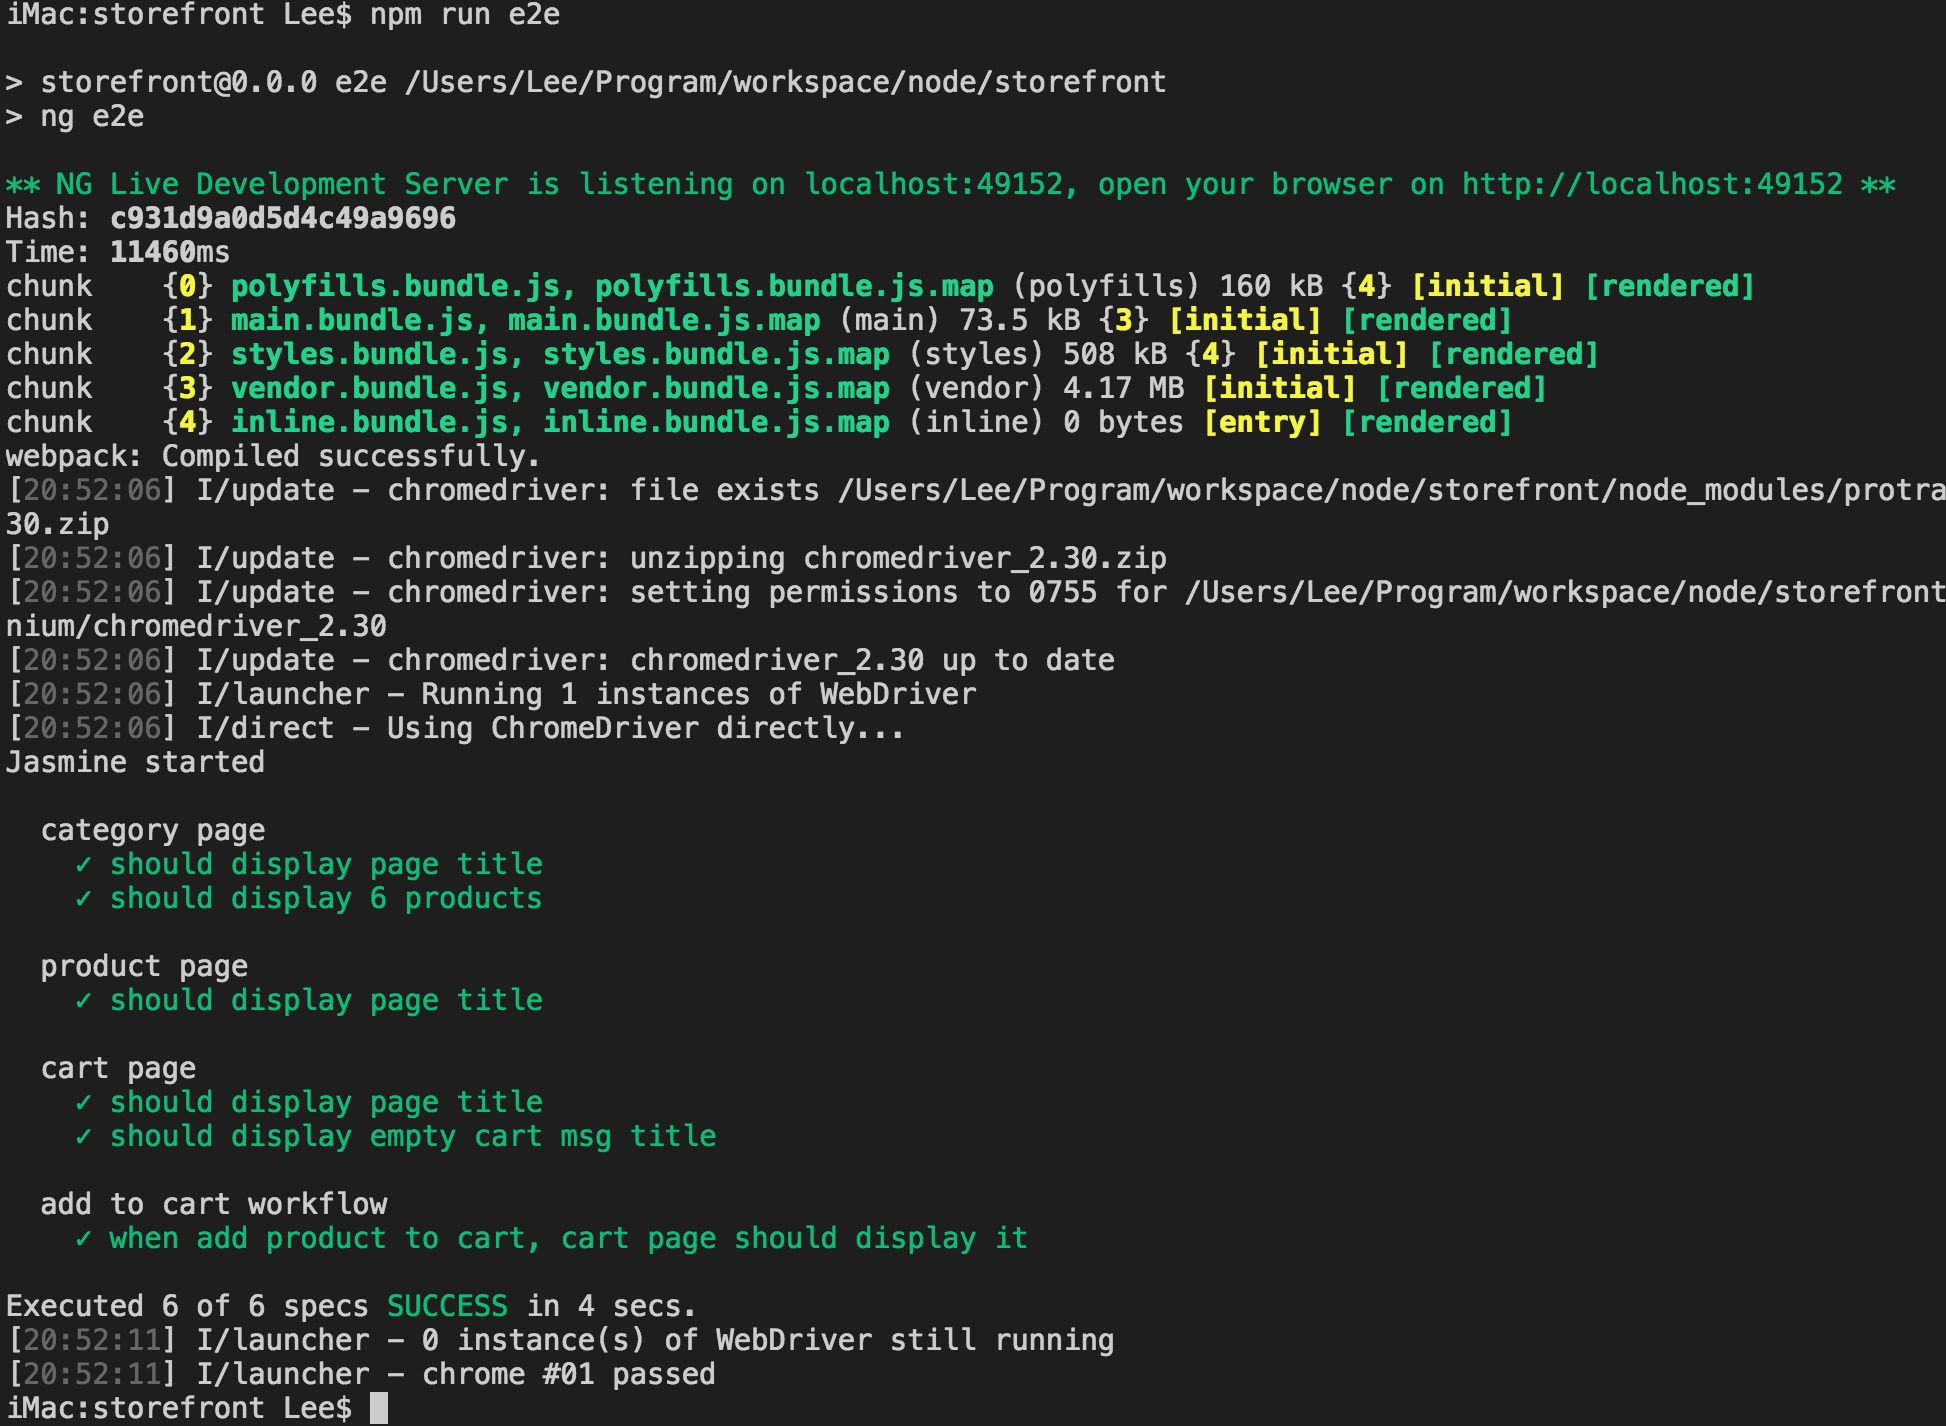 iMac:storefront Lee$ npm run e2e
> storefront@0.0.0 e2e /Users/Lee/Program/workspace/node/storefront
> ng e2e
** NG Live Development Server is listening on localhost:49152, open your browser on http://localhost:49152 **
Hash: c931d9a0d5d4c49a9696
Time: 11460ms
chunk    {0} polyfills.bundle.js, polyfills.bundle.js.map (polyfills) 160 kB {4} [initial] [rendered]
chunk    {1} main.bundle.js, main.bundle.js.map (main) 73.5 kB {3} [initial] [rendered]
chunk    {2} styles.bundle.js, styles.bundle.js.map (styles) 508 kB {4} [initial] [rendered]
chunk    {3} vendor.bundle.js, vendor.bundle.js.map (vendor) 4.17 MB [initial] [rendered]
chunk    {4} inline.bundle.js, inline.bundle.js.map (inline) 0 bytes [entry] [rendered]
webpack: Compiled successfully.
[20:52:06] I/update – chromedriver: file exists /Users/Lee/Program/workspace/node/storefront/node_modules/protra
30.zip
[20:52:06] I/update – chromedriver: unzipping chromedriver_2.30.zip
[20:52:06] I/update – chromedriver: setting permissions to 0755 for /Users/Lee/Program/workspace/node/storefront
nium/chromedriver_2.30
[20:52:06] I/update – chromedriver: chromedriver_2.30 up to date
[20:52:06] I/launcher – Running 1 instances of WebDriver
[20:52:06] I/direct – Using ChromeDriver directly...
Jasmine started
category page
✓ should display page title
✓ should display 6 products
product page
✓ should display page title
cart page
✓ should display page title
✓ should display empty cart msg title
add to cart workflow
✓ when add product to cart, cart page should display it
Executed 6 of 6 specs SUCCESS in 4 secs.
[20:52:11] I/launcher – 0 instance(s) of WebDriver still running
[20:52:11] I/launcher – chrome #01 passed
iMac:storefront Lee$